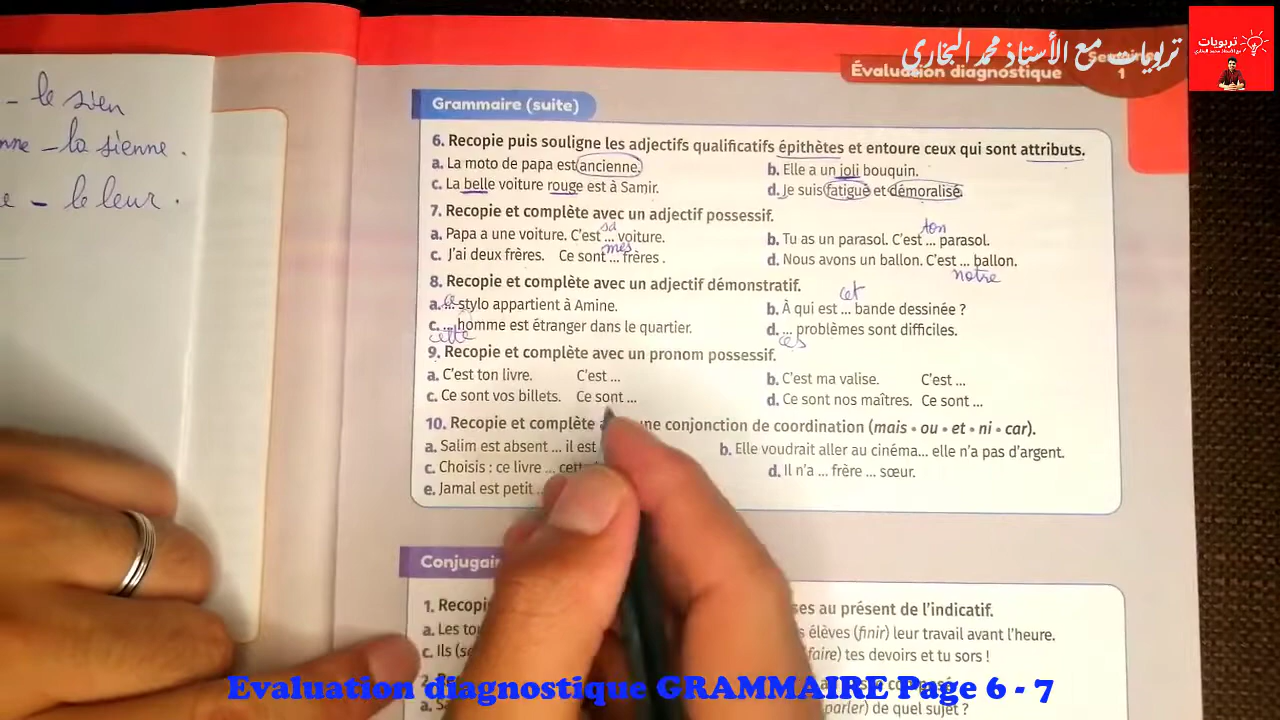 تربويات مع الأستاذ محمد البخاري
تربويات
Évaluation diagnostique
Semaine
1
- le sien
nne - la sienne.
e - le leur.
Grammaire (suite)
6. Recopie puis souligne les adjectifs qualificatifs épithètes et entoure ceux qui sont attributs.
a. La moto de papa est ancienne.
b. Elle a un joli bouquin.
c. La belle voiture rouge est à Samir.
d. Je suis fatigué et démoralisé.
7. Recopie et complète avec un adjectif possessif.
sa
ton
a. Papa a une voiture. C'est ... voiture.
b. Tu as un parasol. C'est ... parasol.
mes
c. J'ai deux frères. Ce sont ... frères.
d. Nous avons un ballon. C'est ... ballon.
notre
8. Recopie et complète avec un adjectif démonstratif.
ce
cet
a. ... stylo appartient à Amine.
b. À qui est ... bande dessinée ?
c. ... homme est étranger dans le quartier.
d. ... problèmes sont difficiles.
cette
ces
9. Recopie et complète avec un pronom possessif.
a. C'est ton livre. C'est ...
b. C'est ma valise. C'est ...
c. Ce sont vos billets. Ce sont ...
d. Ce sont nos maîtres. Ce sont ...
10. Recopie et complète une conjonction de coordination (mais • ou • et • ni • car).
a. Salim est absent ... il est
b. Elle voudrait aller au cinéma... elle n'a pas d'argent.
c. Choisis : ce livre ... cett
d. Il n'a ... frère ... sœur.
e. Jamal est petit ...
Conjugai
1. Recopi
ses au présent de l'indicatif.
a. Les to
s élèves (finir) leur travail avant l'heure.
c. Ils (s
faire) tes devoirs et tu sors !
2. Re
a. S
parler) de quel sujet ?
Evaluation diagnostique GRAMMAIRE Page 6 - 7